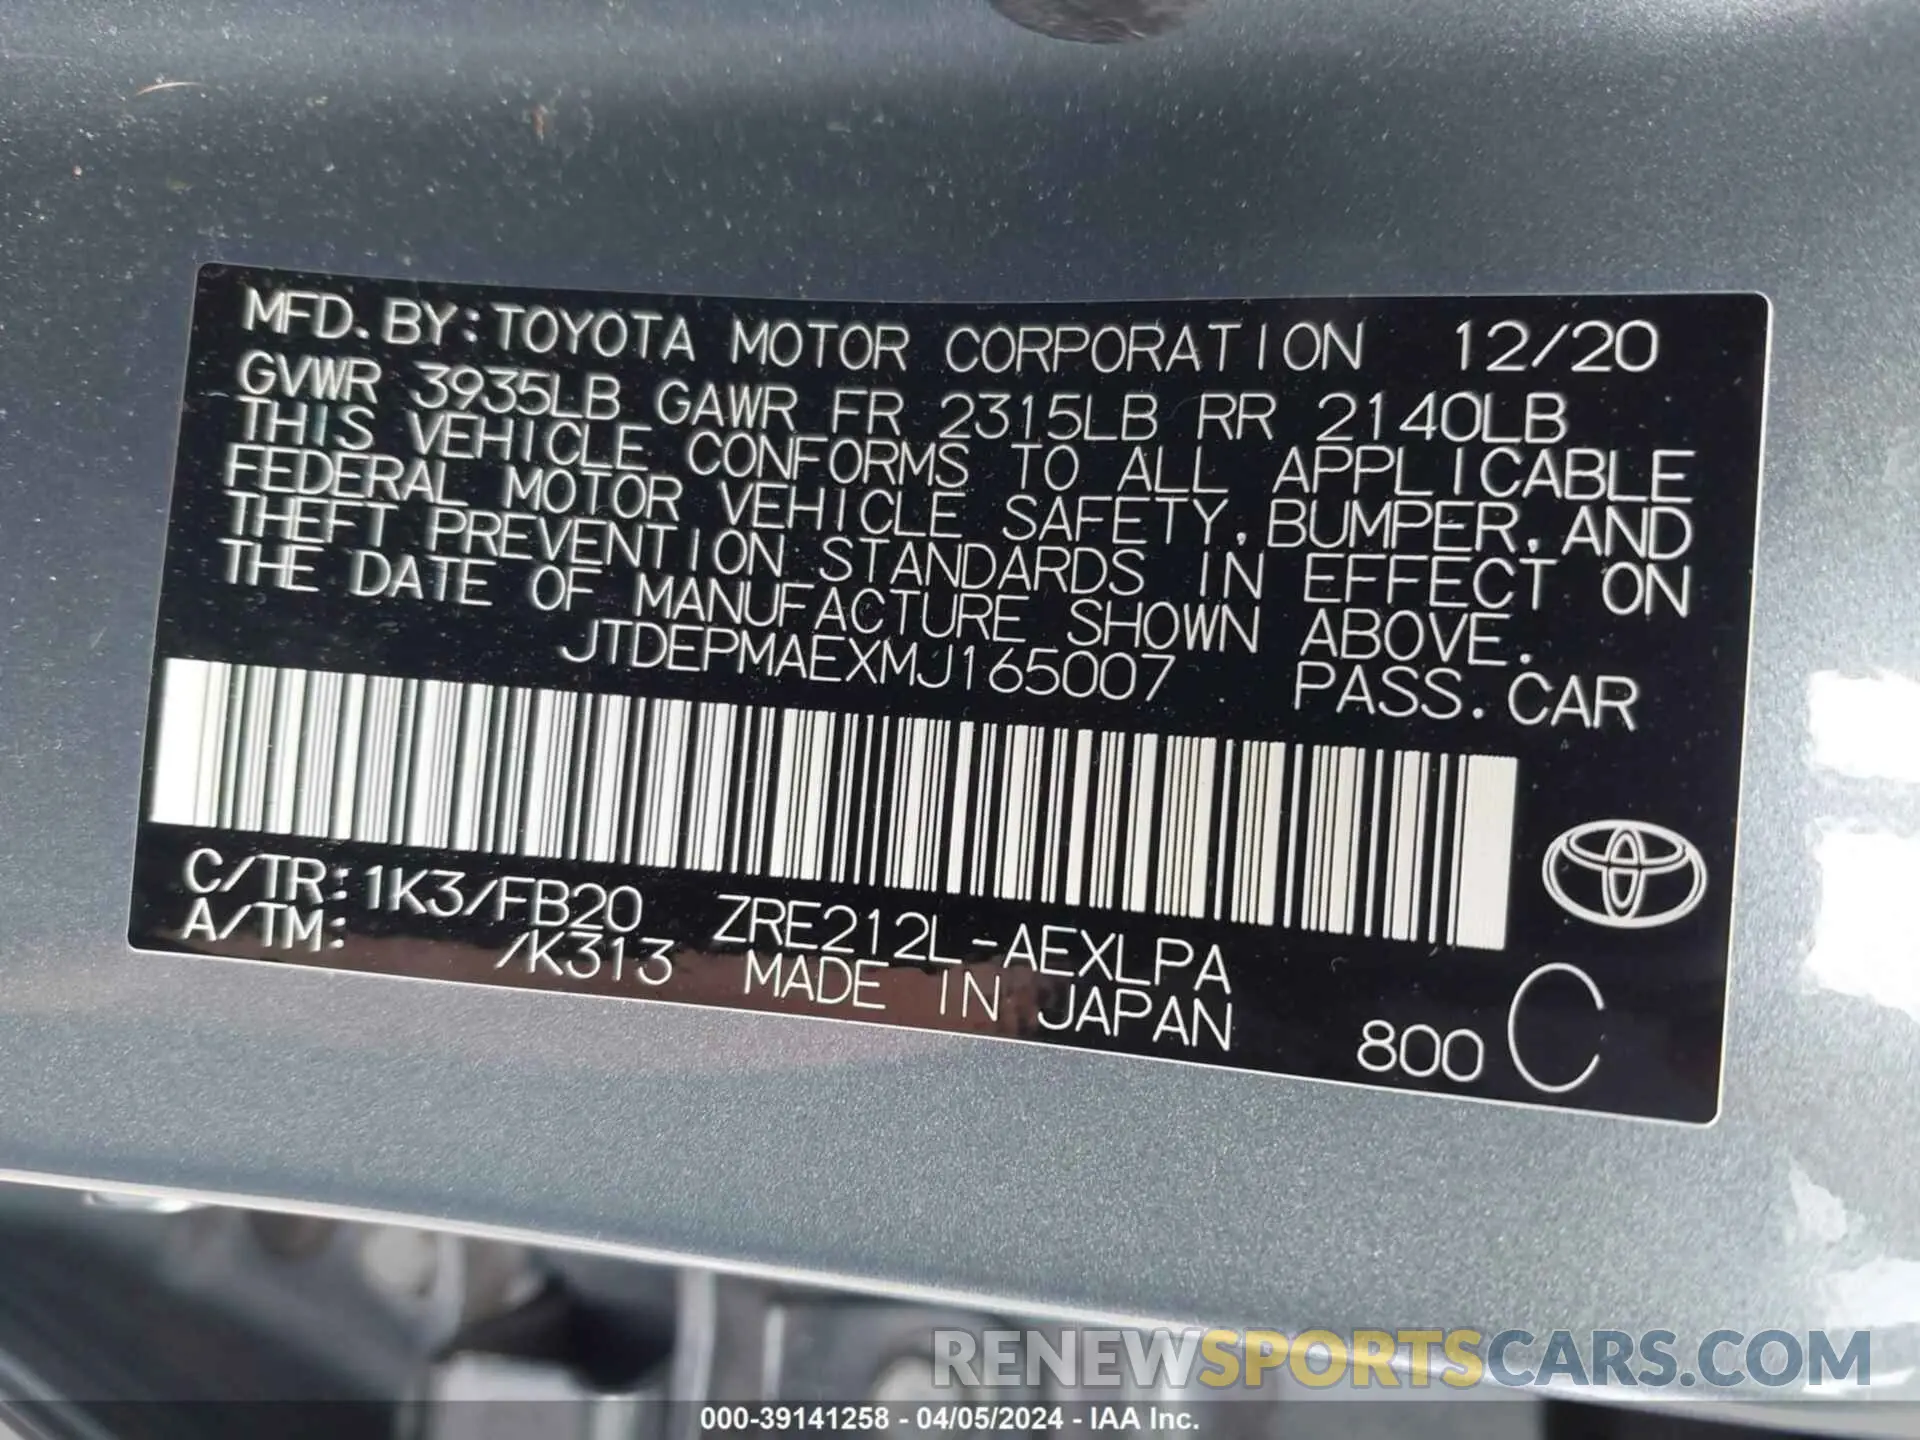 MFD. BY: TOYOTA MOTOR CORPORATION 12/20
GVWR 3935LB GAWR FR 2315LB RR 2140LB
THIS VEHICLE CONFORMS TO ALL APPLICABLE
FEDERAL MOTOR VEHICLE SAFETY, BUMPER, AND
THEFT PREVENTION STANDARDS IN EFFECT ON
THE DATE OF MANUFACTURE SHOWN ABOVE.
JTDEPMAEXMJ165007 PASS. CAR
C/TR: 1K3/FB20 ZRE212L-AEXLPA
A/TM: /K313 MADE IN JAPAN
800 C
RENEWSPORTSCARS.COM
000-39141258 - 04/05/2024 - IAA Inc.